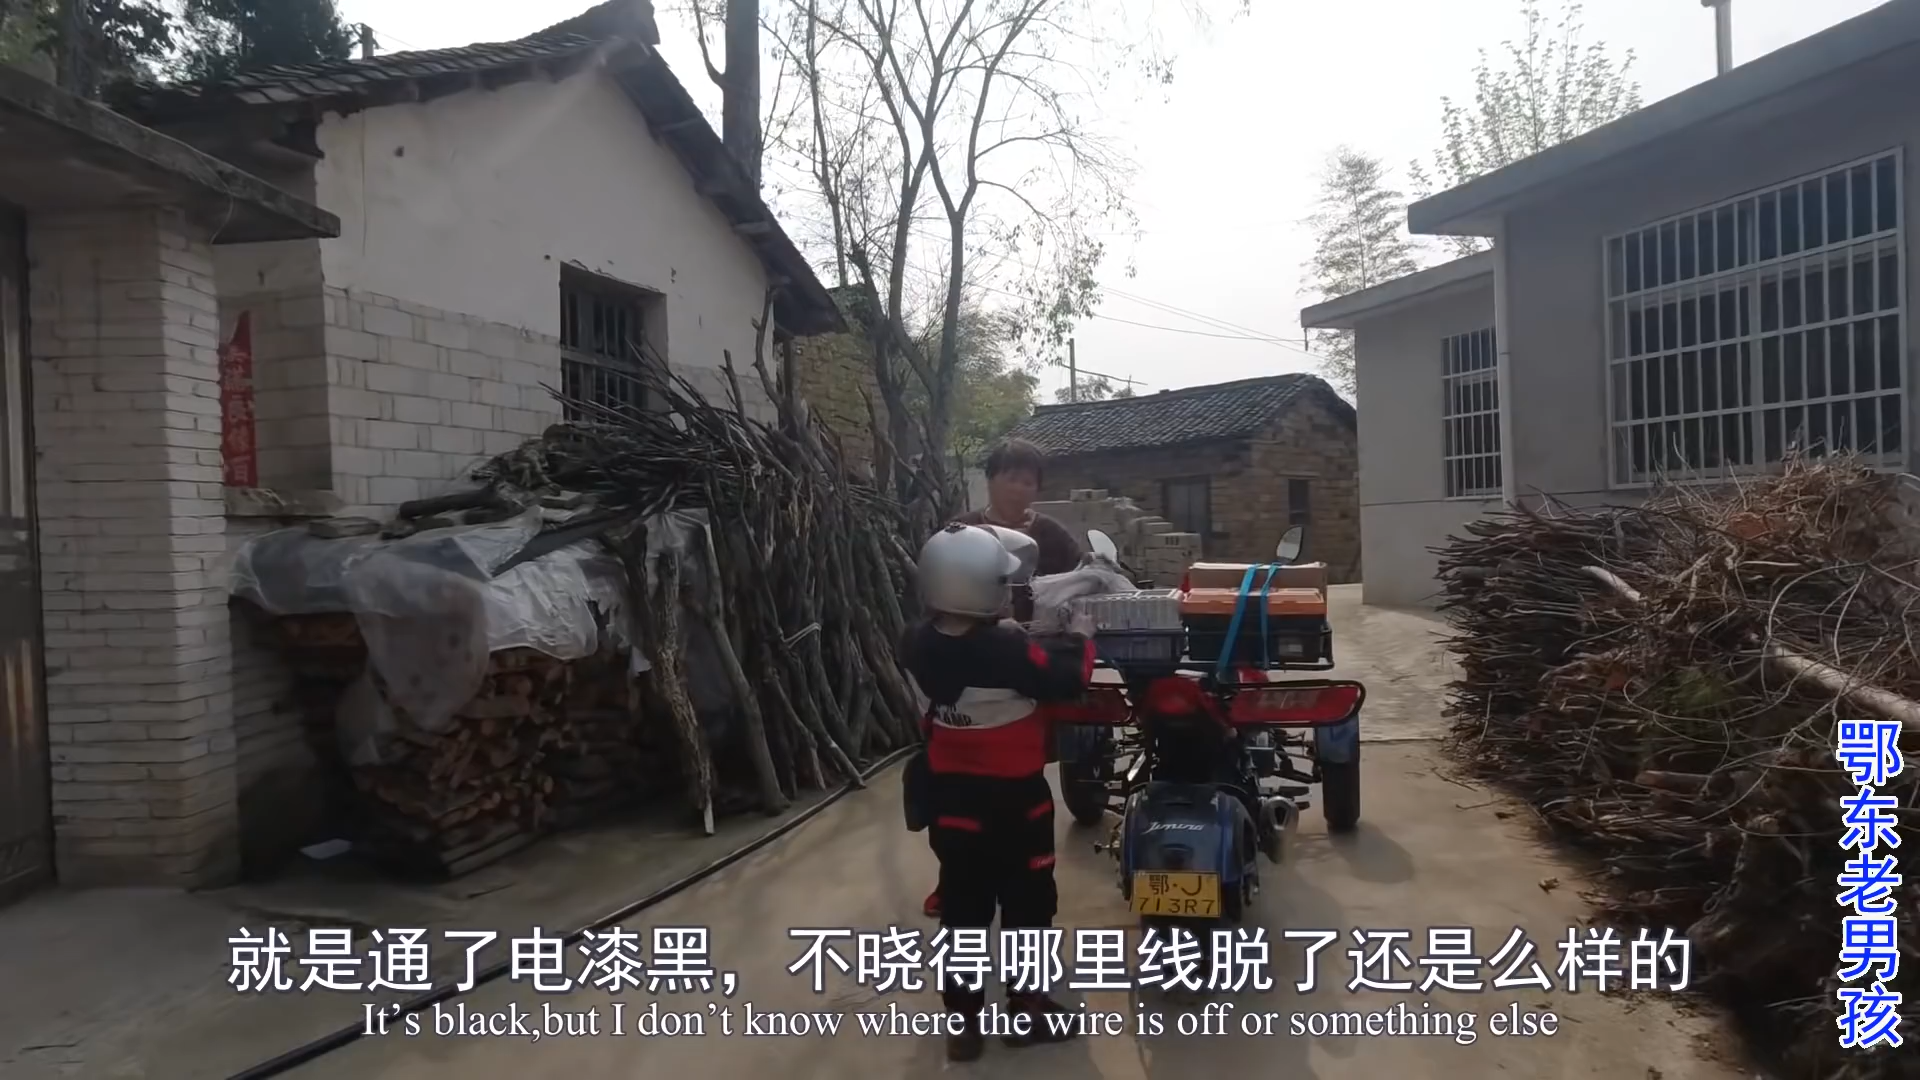 鄂·J
713R7
就是通了电漆黑，不晓得哪里线脱了还是么样的
It's black,but I don't know where the wire is off or something else
鄂东老男孩